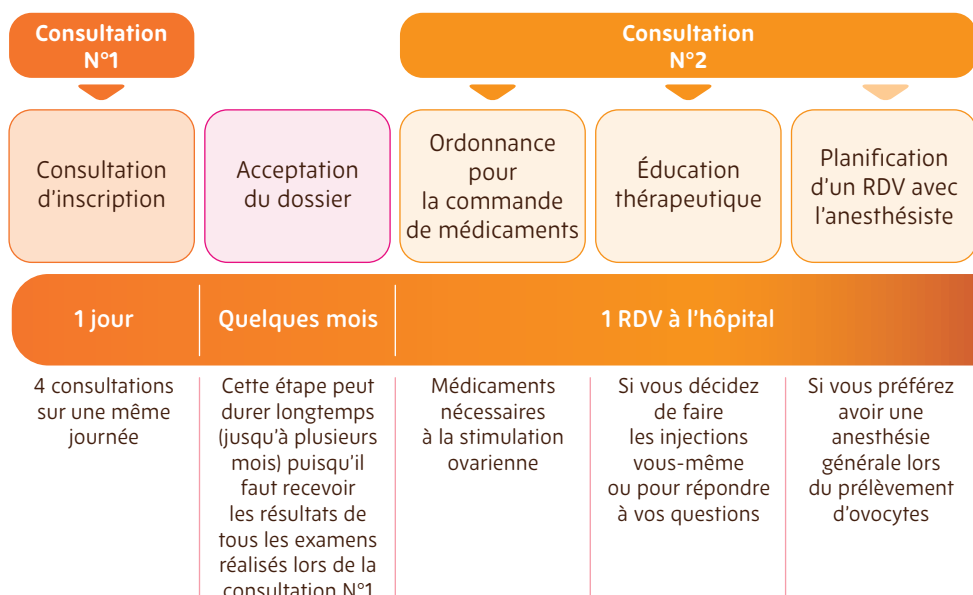 Consultation
N°1
Consultation
N°2
Consultation
d'inscription
Acceptation
du dossier
Ordonnance
pour
la commande
de médicaments
Éducation
thérapeutique
Planification
d'un RDV avec
l'anesthésiste
1 jour
Quelques mois
1 RDV à l'hôpital
4 consultations
sur une même
journée
Cette étape peut
durer longtemps
(jusqu'à plusieurs
mois) puisqu'il
faut recevoir
les résultats de
tous les examens
réalisés lors de la
consultation N°1
Médicaments
nécessaires
à la stimulation
ovarienne
Si vous décidez
de faire
les injections
vous-même
ou pour répondre
à vos questions
Si vous préférez
avoir une
anesthésie
générale lors
du prélèvement
d'ovocytes